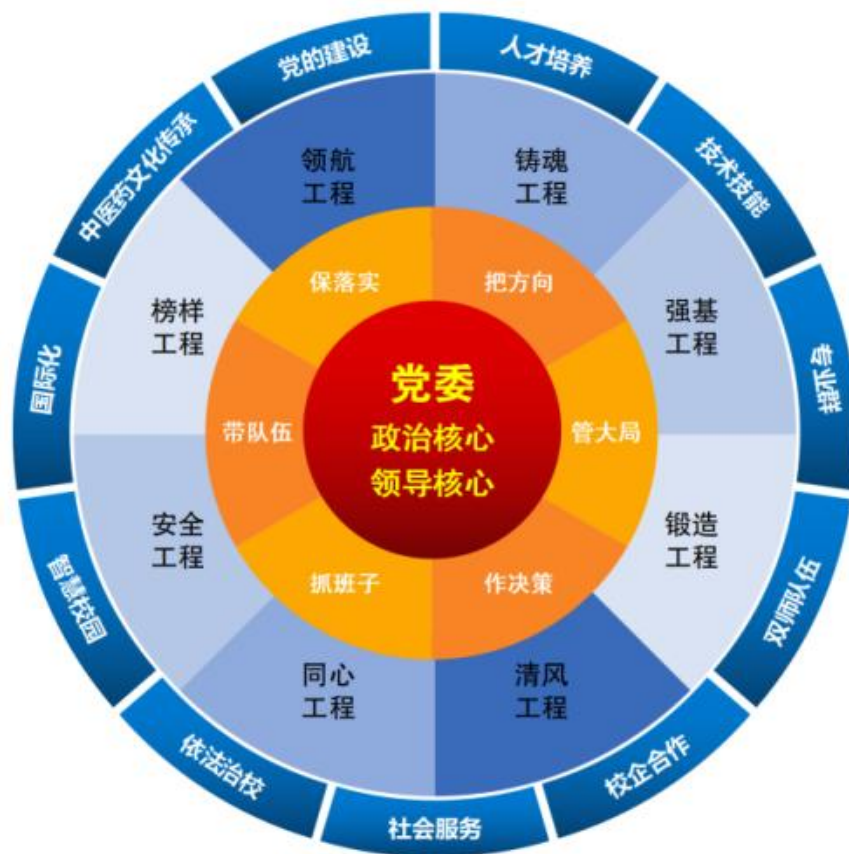 党的建设
人才培养
技术技能
专业群
双师队伍
校企合作
社会服务
依法治校
智慧校园
国际化
中医药文化传承
领航
工程
铸魂
工程
强基
工程
锻造
工程
清风
工程
同心
工程
安全
工程
榜样
工程
保落实
把方向
管大局
作决策
抓班子
带队伍
党委
政治核心
领导核心